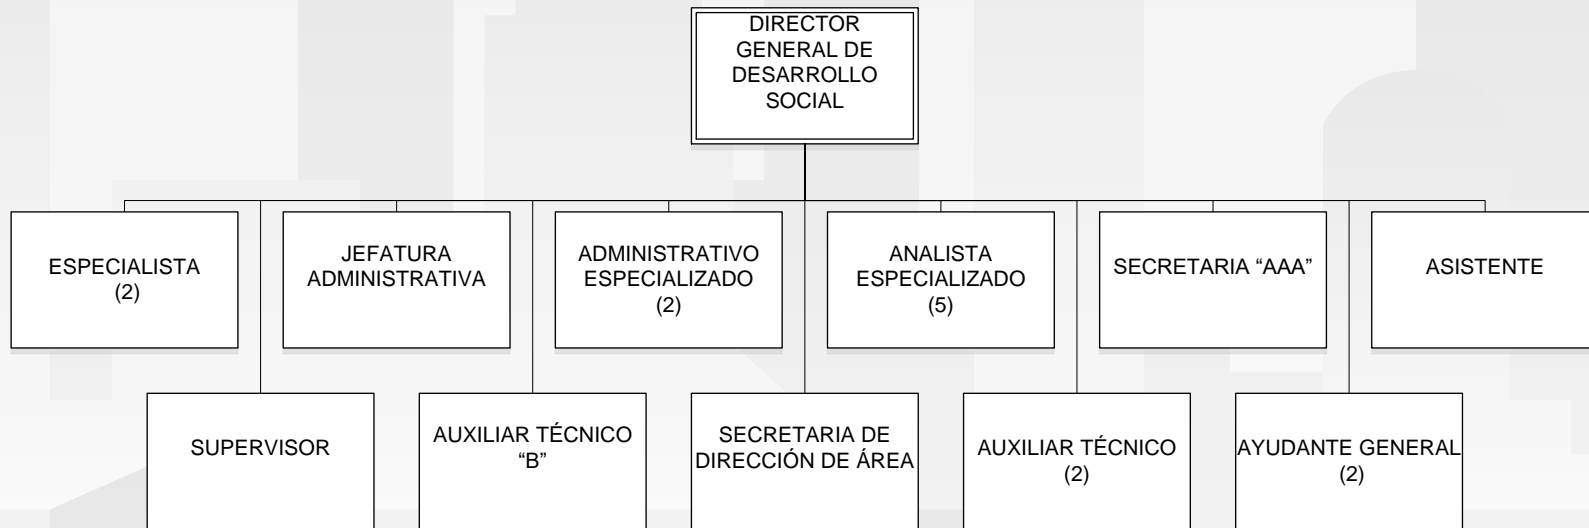 DIRECTOR
GENERAL DE
DESARROLLO
SOCIAL
ESPECIALISTA
(2)
JEFATURA
ADMINISTRATIVA
ADMINISTRATIVO
ESPECIALIZADO
(2)
ANALISTA
ESPECIALIZADO
(5)
SECRETARIA “AAA”
ASISTENTE
SUPERVISOR
AUXILIAR TÉCNICO
“B”
SECRETARIA DE
DIRECCIÓN DE ÁREA
AUXILIAR TÉCNICO
(2)
AYUDANTE GENERAL
(2)